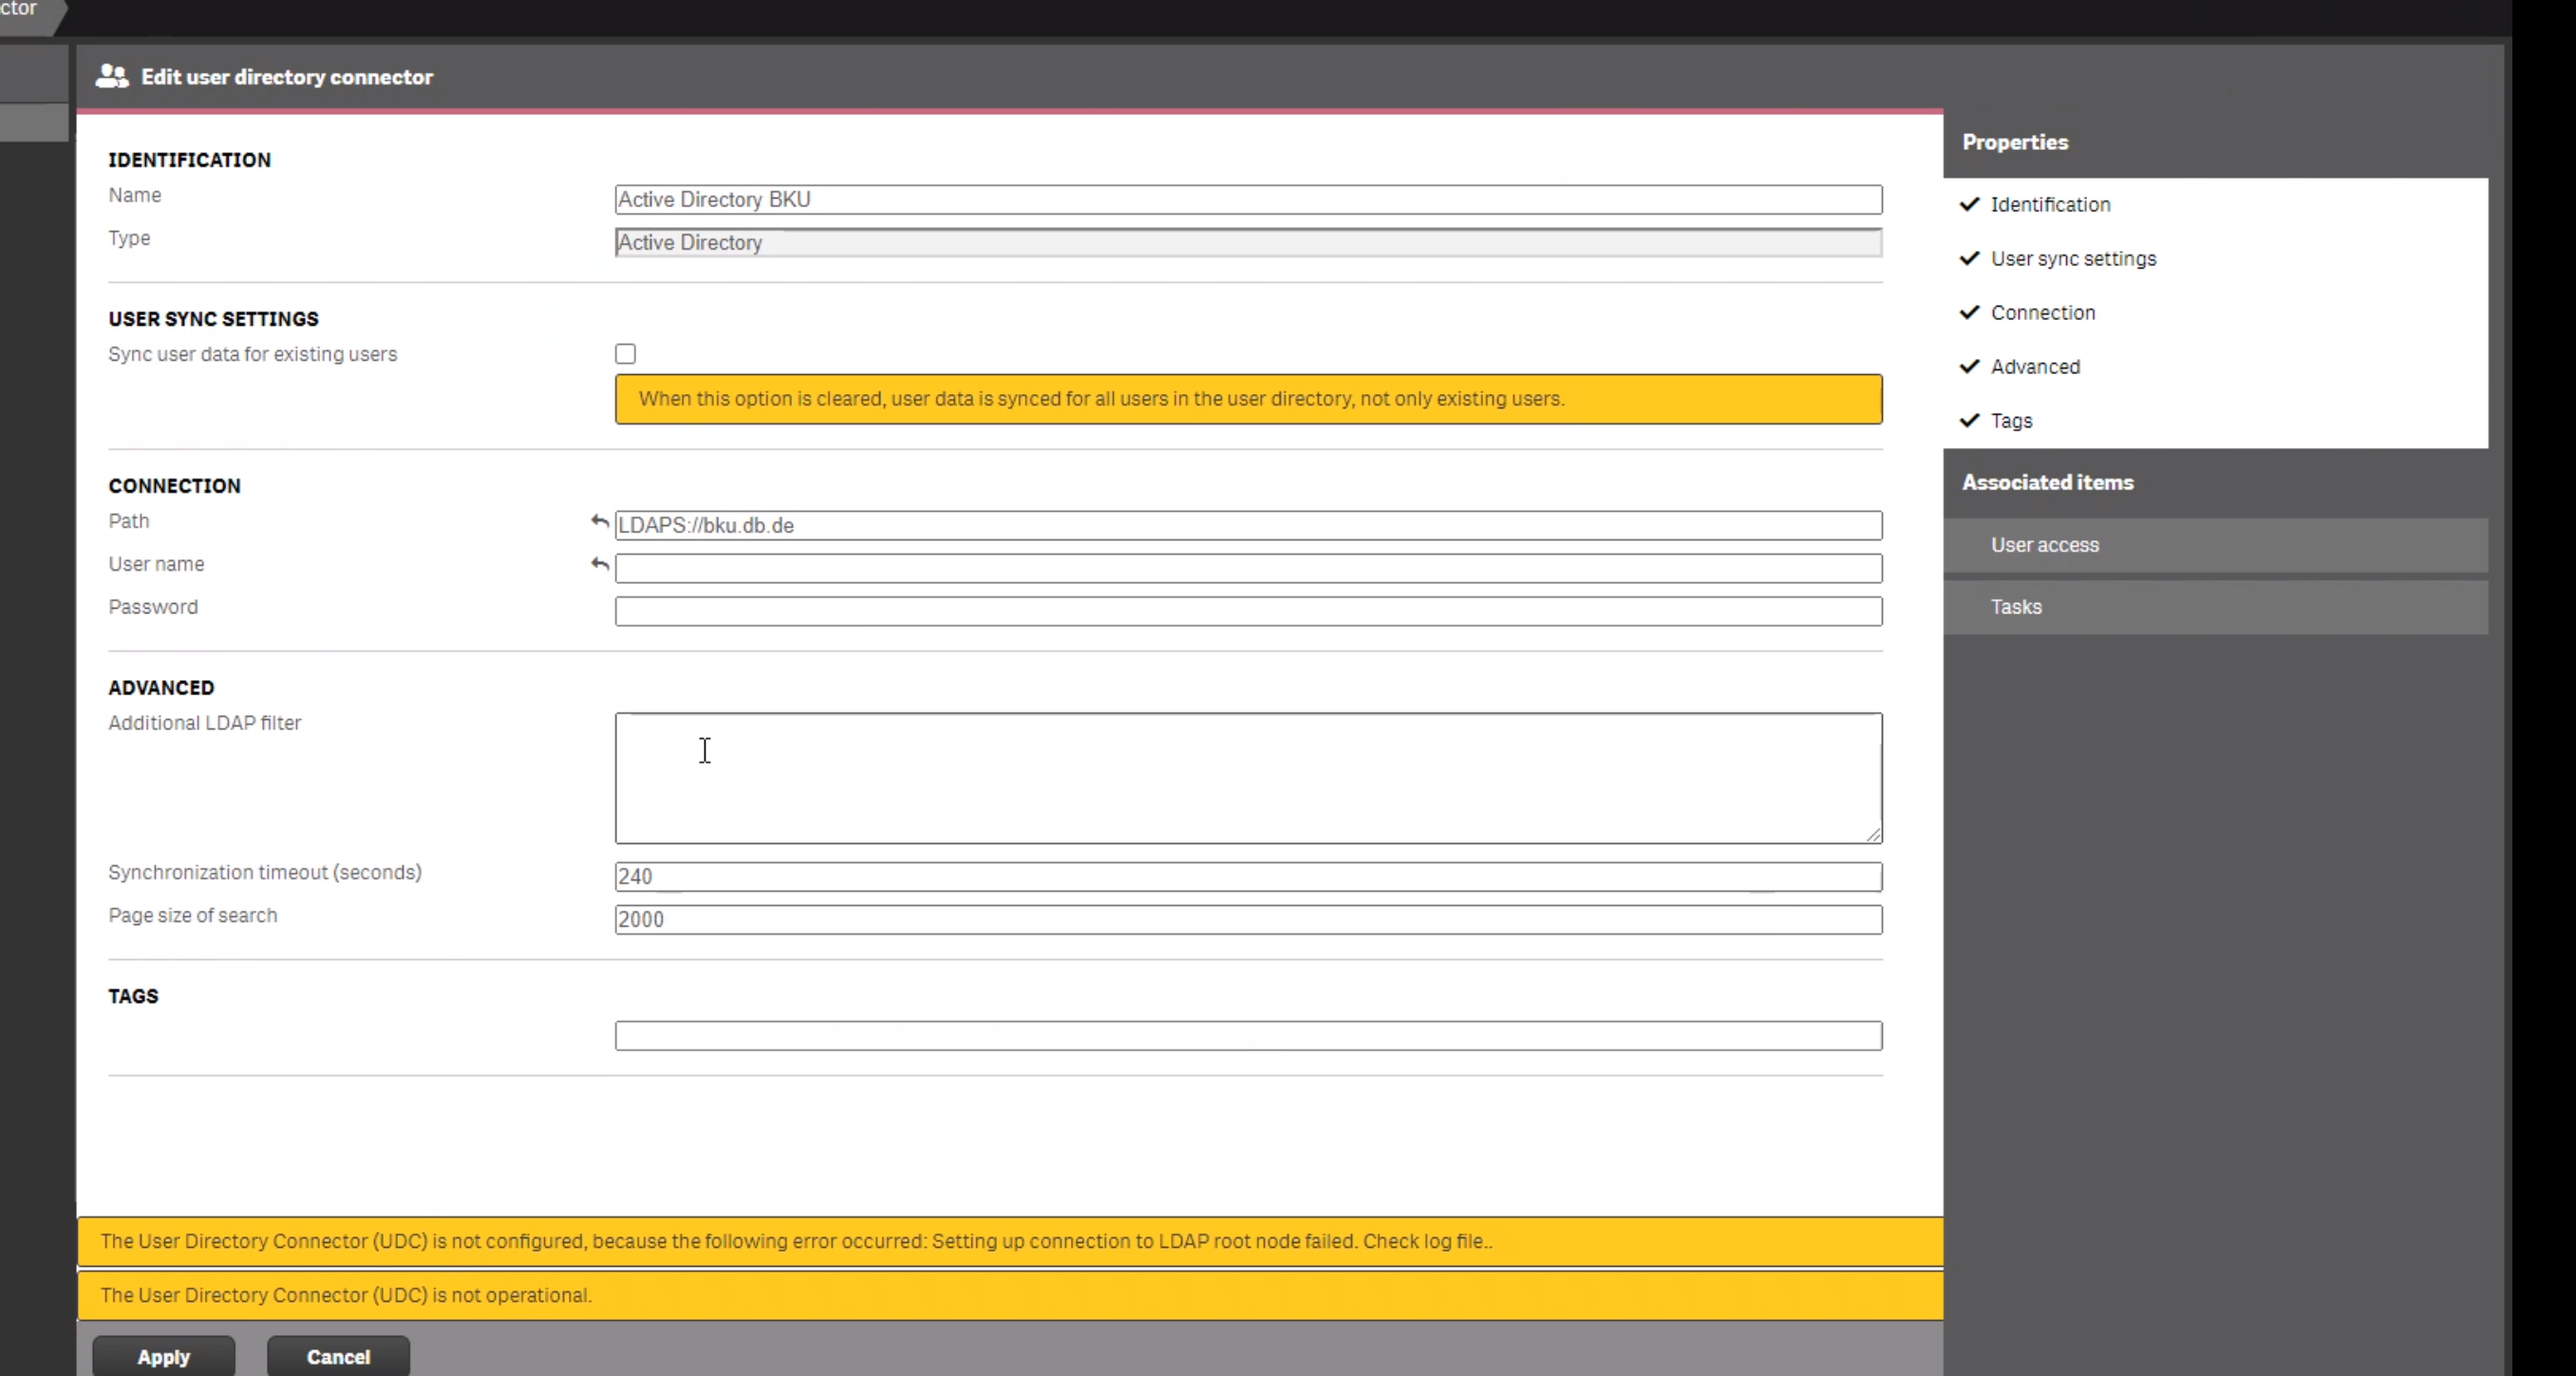 ctor
Edit user directory connector
IDENTIFICATION
Name
Active Directory BKU
Type
Active Directory
USER SYNC SETTINGS
Sync user data for existing users
When this option is cleared, user data is synced for all users in the user directory, not only existing users.
CONNECTION
Path
LDAPS://bku.db.de
User name
Password
ADVANCED
Additional LDAP filter
Synchronization timeout (seconds)
240
Page size of search
2000
TAGS
The User Directory Connector (UDC) is not configured, because the following error occurred: Setting up connection to LDAP root node failed. Check log file..
The User Directory Connector (UDC) is not operational.
Apply
Cancel
Properties
Identification
User sync settings
Connection
Advanced
Tags
Associated items
User access
Tasks